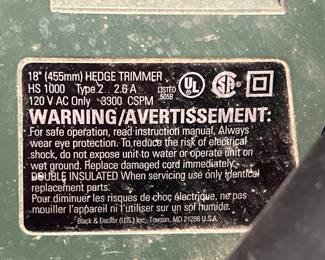 18" (455mm) HEDGE TRIMMER
HS 1000 Type 2 2.6 A
120 V AC Only 3300 CSPM
LISTED
505B
UL
SA
WARNING/AVERTISSEMENT:
For safe operation, read instruction manual, Always
wear eye protection. To reduce the risk of electrical
shock, do not expose unit to water or operate unit on
wet ground. Replace damaged cord immediately.
DOUBLE INSULATED When servicing use only identical
replacement parts.
Pour diminuer les risques de choc électrique, ne pas
mouiller l'appareil ni l'utiliser sur un sol humide.
Black & Decker (U.S.) Inc., Towson, MD 21286 U.S.A.